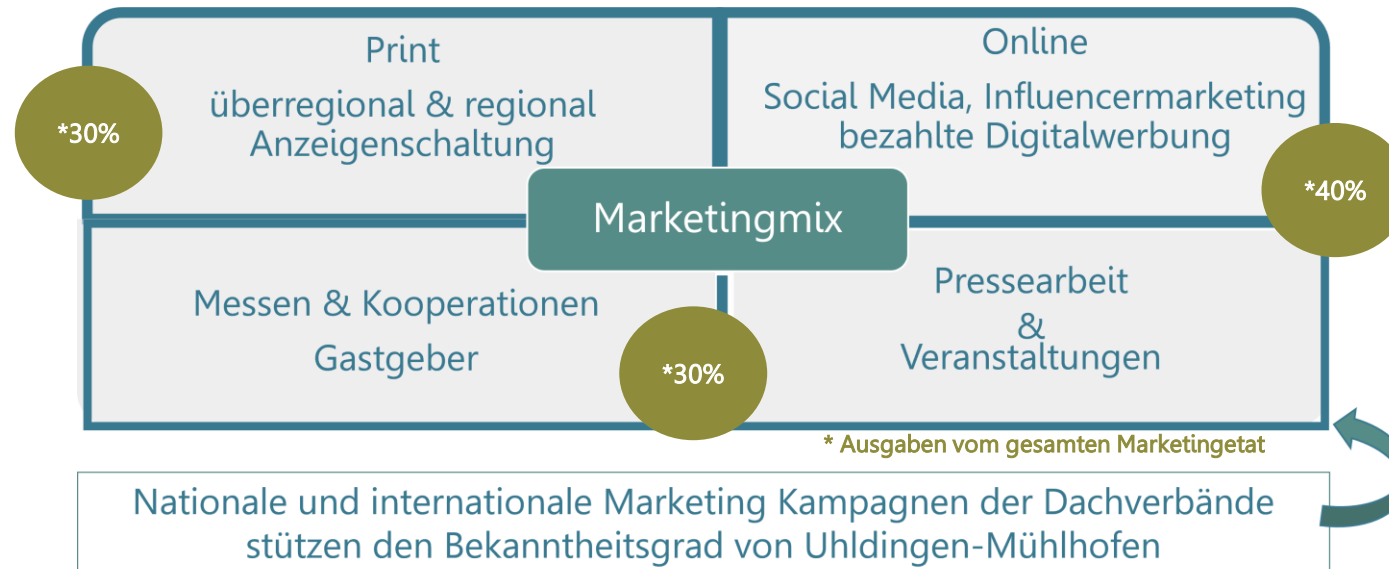 Print
überregional & regional
Anzeigenschaltung
*30%
Online
Social Media, Influencermarketing
bezahlte Digitalwerbung
*40%
Marketingmix
Messen & Kooperationen
Gastgeber
*30%
Pressearbeit
&
Veranstaltungen
* Ausgaben vom gesamten Marketingetat
Nationale und internationale Marketing Kampagnen der Dachverbände
stützen den Bekanntheitsgrad von Uhldingen-Mühlhofen